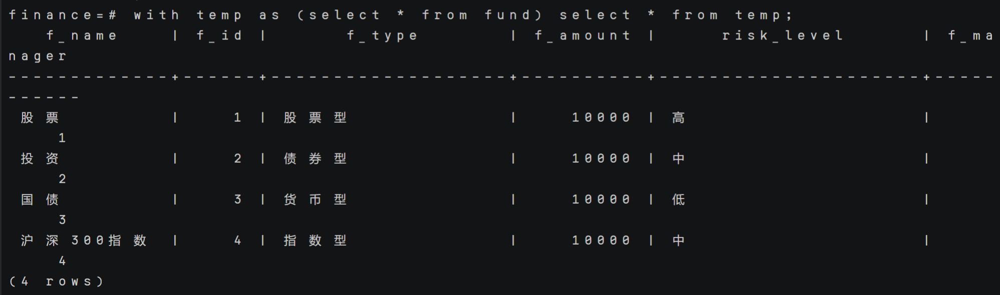 finance=# with temp as (select * from fund) select * from temp;
   f_name    | f_id |      f_type       | f_amount |     risk_level      | f_ma
nager
-------------+------+-------------------+----------+---------------------+-----
------
 股票         |    1 | 股票型             |    10000 | 高                   |
    1
 投资         |    2 | 债券型             |    10000 | 中                   |
    2
 国债         |    3 | 货币型             |    10000 | 低                   |
    3
 沪深300指数  |    4 | 指数型             |    10000 | 中                   |
    4
(4 rows)